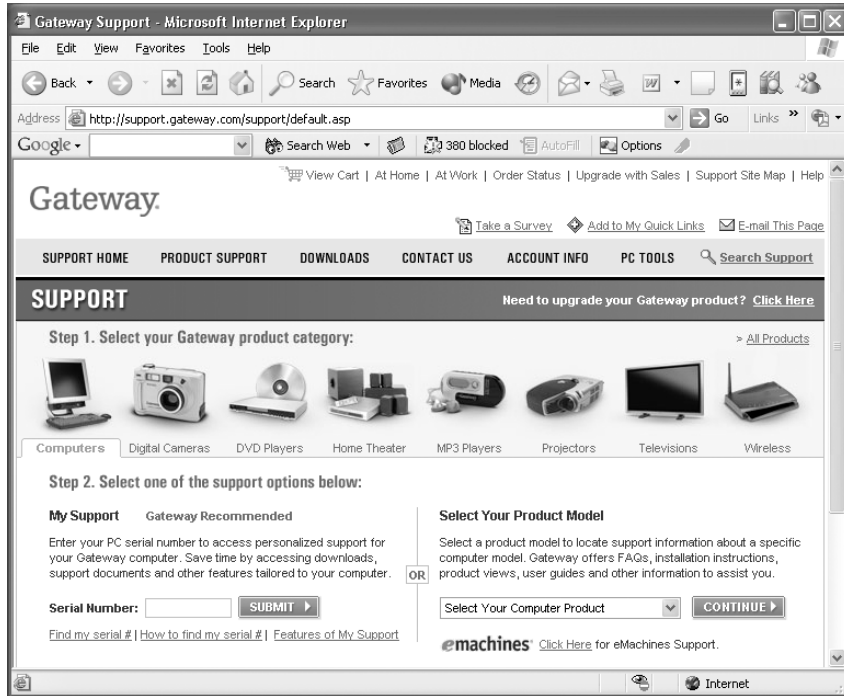 Gateway Support - Microsoft Internet Explorer
File Edit View Favorites Tools Help
Back Search Favorites Media
Address http://support.gateway.com/support/default.asp Go Links »
Google Search Web 380 blocked AutoFill Options
View Cart | At Home | At Work | Order Status | Upgrade with Sales | Support Site Map | Help
Gateway.
Take a Survey Add to My Quick Links E-mail This Page
SUPPORT HOME PRODUCT SUPPORT DOWNLOADS CONTACT US ACCOUNT INFO PC TOOLS Search Support
SUPPORT Need to upgrade your Gateway product? Click Here
Step 1. Select your Gateway product category: > All Products
Computers Digital Cameras DVD Players Home Theater MP3 Players Projectors Televisions Wireless
Step 2. Select one of the support options below:
My Support Gateway Recommended
Enter your PC serial number to access personalized support for
your Gateway computer. Save time by accessing downloads,
support documents and other features tailored to your computer.
Serial Number: SUBMIT
Find my serial # | How to find my serial # | Features of My Support
OR
Select Your Product Model
Select a product model to locate support information about a specific
computer model. Gateway offers FAQs, installation instructions,
product views, user guides and other information to assist you.
Select Your Computer Product CONTINUE
emachines Click Here for eMachines Support.
Internet